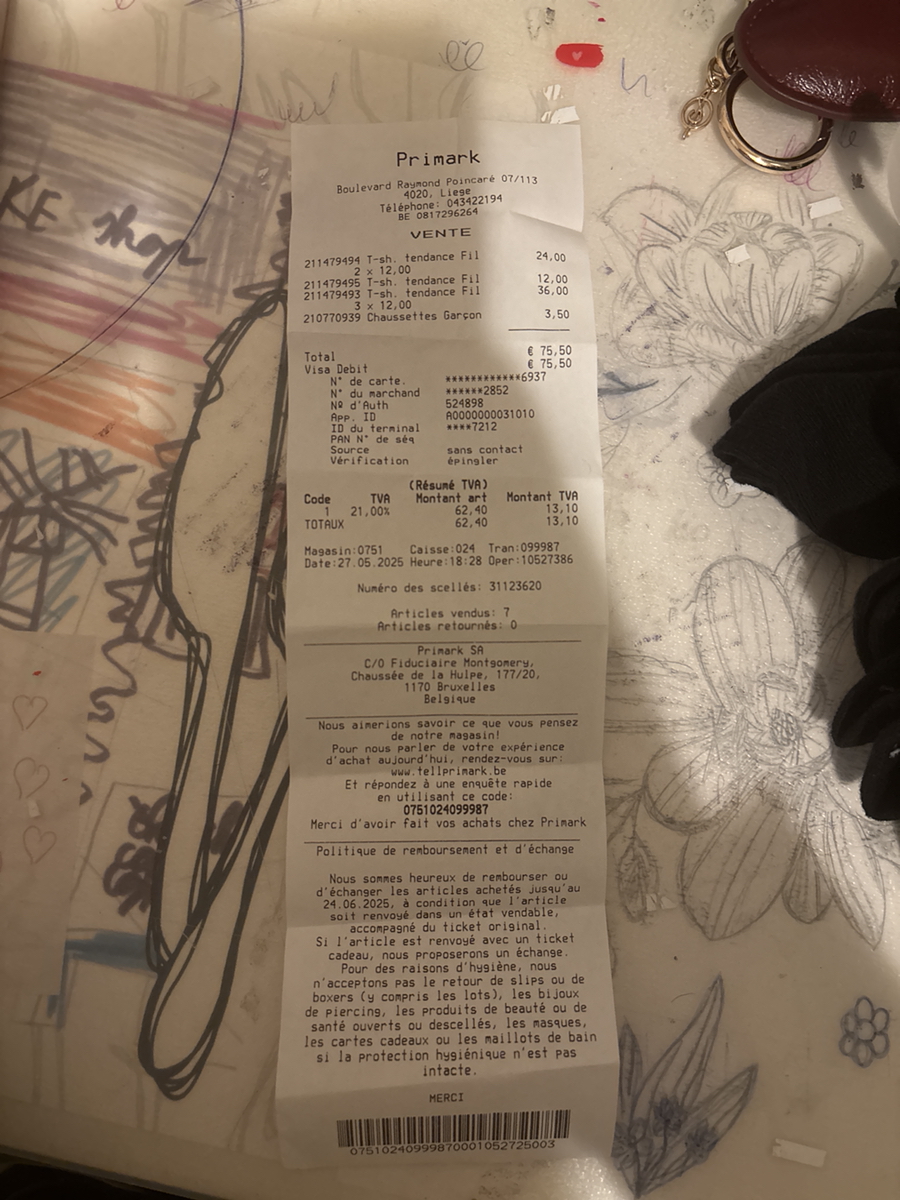 KE shop
Primark
Boulevard Raymond Poincaré 07/113
4020, Liege
Téléphone: 043422194
BE 0817296264
VENTE
211479494 T-sh. tendance Fil 24,00
2 x 12,00
211479495 T-sh. tendance Fil 12,00
211479493 T-sh. tendance Fil 36,00
3 x 12,00
210770939 Chaussettes Garçon 3,50
Total € 75,50
Visa Debit € 75,50
N° de carte. ************6937
N° du marchand ******2852
Nº d'Auth 524898
App. ID A0000000031010
ID du terminal ****7212
PAN N° de séq
Source sans contact
Vérification épingler
(Résumé TVA)
Code TVA Montant art Montant TVA
1 21,00% 62,40 13,10
TOTAUX 62,40 13,10
Magasin:0751 Caisse:024 Tran:099987
Date:27.05.2025 Heure:18:28 Oper:10527386
Numéro des scellés: 31123620
Articles vendus: 7
Articles retournés: 0
Primark SA
C/O Fiduciaire Montgomery,
Chaussée de la Hulpe, 177/20,
1170 Bruxelles
Belgique
Nous aimerions savoir ce que vous pensez
de notre magasin!
Pour nous parler de votre expérience
d'achat aujourd'hui, rendez-vous sur:
www.tellprimark.be
Et répondez à une enquête rapide
en utilisant ce code:
0751024099987
Merci d'avoir fait vos achats chez Primark
Politique de remboursement et d'échange
Nous sommes heureux de rembourser ou
d'échanger les articles achetés jusqu'au
24.06.2025, à condition que l'article
soit renvoyé dans un état vendable,
accompagné du ticket original.
Si l'article est renvoyé avec un ticket
cadeau, nous proposerons un échange.
Pour des raisons d'hygiène, nous
n'acceptons pas le retour de slips ou de
boxers (y compris les lots), les bijoux
de piercing, les produits de beauté ou de
santé ouverts ou descellés, les masques,
les cartes cadeaux ou les maillots de bain
si la protection hygiénique n'est pas
intacte.
MERCI
07510240999870001052725003